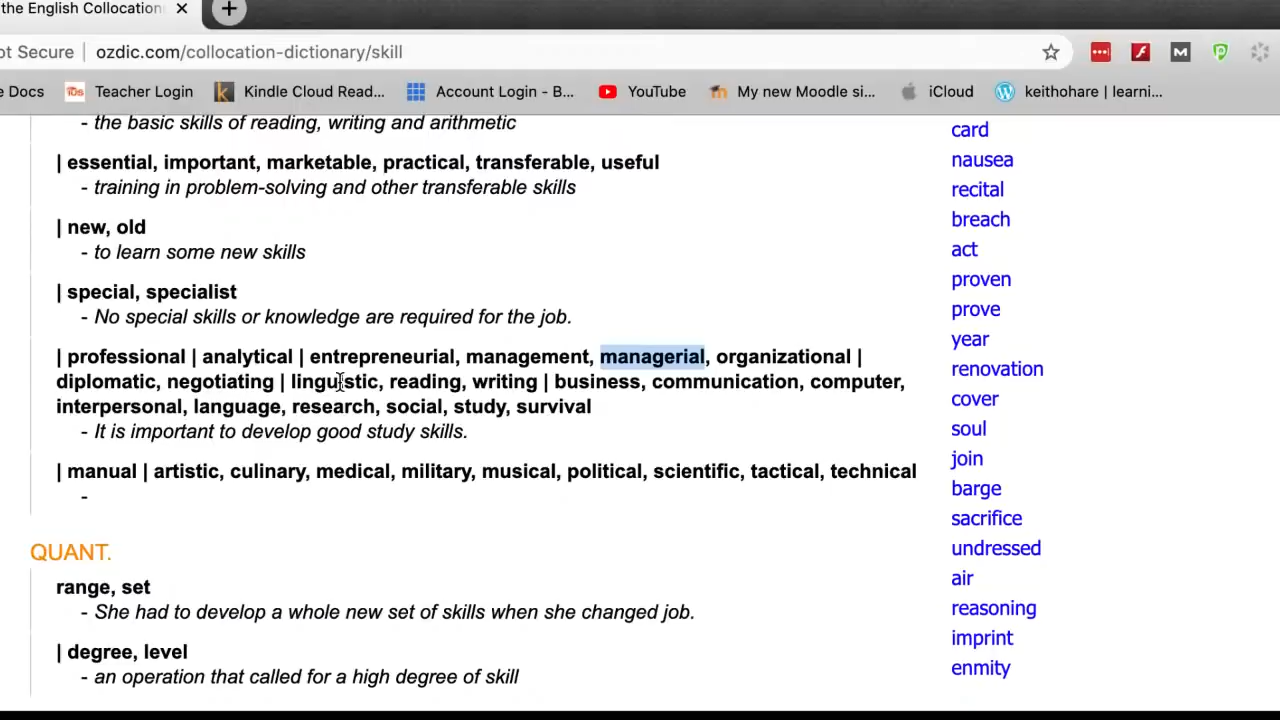 the English Collocation
ot Secure | ozdic.com/collocation-dictionary/skill
e Docs
Teacher Login
Kindle Cloud Read...
Account Login - B...
YouTube
My new Moodle si...
iCloud
keithohare | learni...
- the basic skills of reading, writing and arithmetic
| essential, important, marketable, practical, transferable, useful
- training in problem-solving and other transferable skills
| new, old
- to learn some new skills
| special, specialist
- No special skills or knowledge are required for the job.
| professional | analytical | entrepreneurial, management, managerial, organizational |
diplomatic, negotiating | linguistic, reading, writing | business, communication, computer,
interpersonal, language, research, social, study, survival
- It is important to develop good study skills.
| manual | artistic, culinary, medical, military, musical, political, scientific, tactical, technical
-
QUANT.
range, set
- She had to develop a whole new set of skills when she changed job.
| degree, level
- an operation that called for a high degree of skill
card
nausea
recital
breach
act
proven
prove
year
renovation
cover
soul
join
barge
sacrifice
undressed
air
reasoning
imprint
enmity